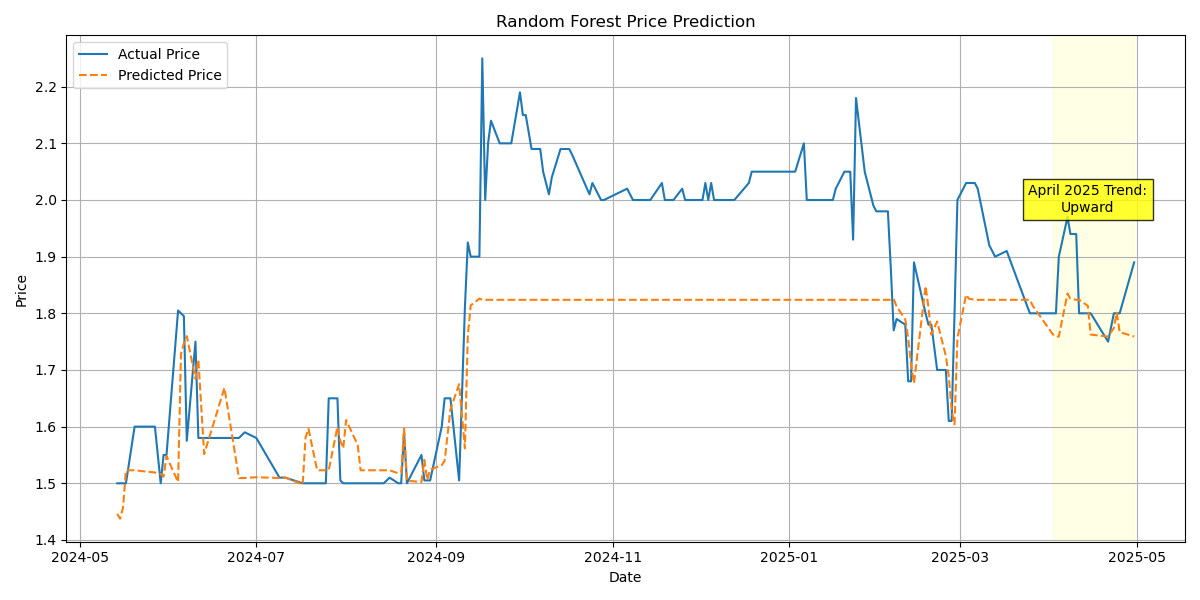 Random Forest Price Prediction
Actual Price
Predicted Price
April 2025 Trend:
Upward
Price
2.2
2.1
2.0
1.9
1.8
1.7
1.6
1.5
1.4
2024-05 2024-07 2024-09 2024-11 2025-01 2025-03 2025-05
Date